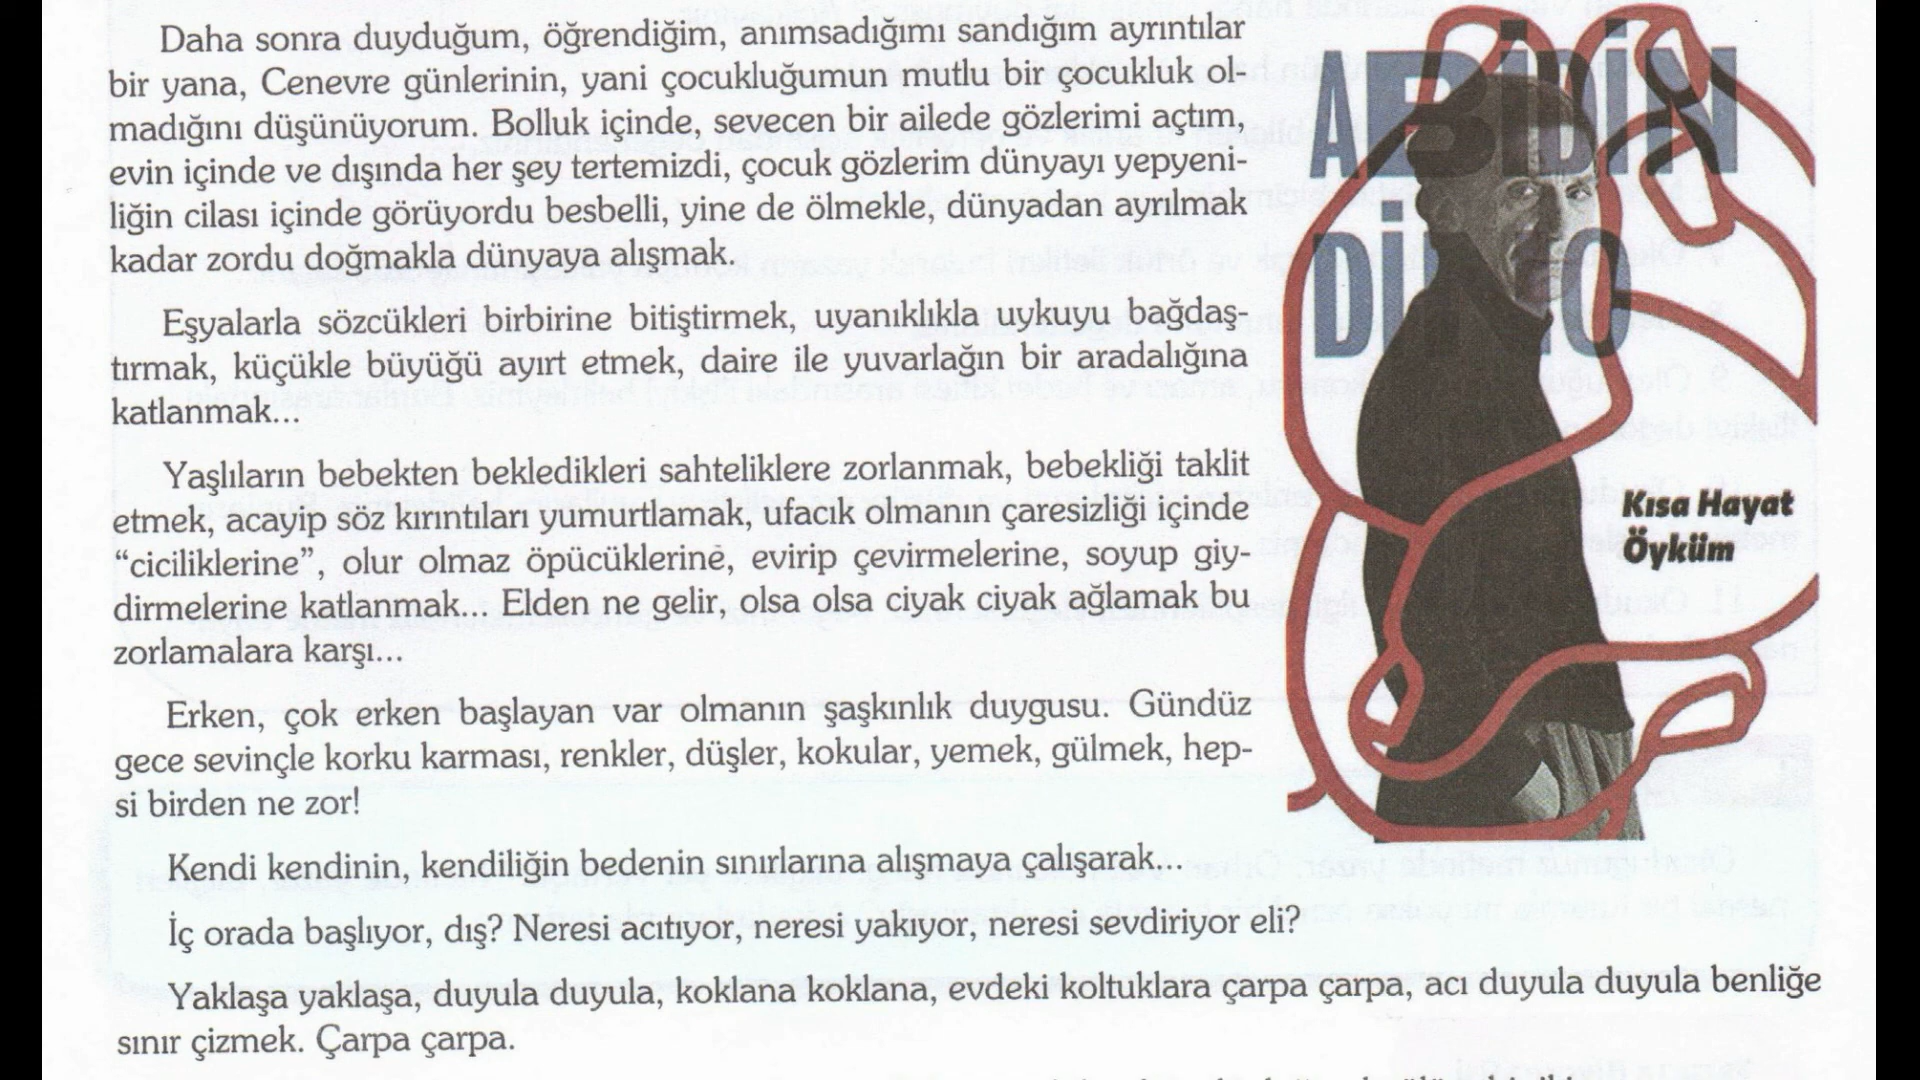 Daha sonra duyduğum, öğrendiğim, anımsadığımı sandığım ayrıntılar
bir yana, Cenevre günlerinin, yani çocukluğumun mutlu bir çocukluk ol-
madığını düşünüyorum. Bolluk içinde, sevecen bir ailede gözlerimi açtım,
evin içinde ve dışında her şey tertemizdi, çocuk gözlerim dünyayı yepyeni-
liğin cilası içinde görüyordu besbelli, yine de ölmekle, dünyadan ayrılmak
kadar zordu doğmakla dünyaya alışmak.
Eşyalarla sözcükleri birbirine bitiştirmek, uyanıklıkla uykuyu bağdaş-
tırmak, küçükle büyüğü ayırt etmek, daire ile yuvarlağın bir aradalığına
katlanmak...
Yaşlıların bebekten bekledikleri sahteliklere zorlanmak, bebekliği taklit
etmek, acayip söz kırıntıları yumurtlamak, ufacık olmanın çaresizliği içinde
“ciciliklerine”, olur olmaz öpücüklerine, evirip çevirmelerine, soyup giy-
dirmelerine katlanmak... Elden ne gelir, olsa olsa ciyak ciyak ağlamak bu
zorlamalara karşı...
Erken, çok erken başlayan var olmanın şaşkınlık duygusu. Gündüz
gece sevinçle korku karması, renkler, düşler, kokular, yemek, gülmek, hep-
si birden ne zor!
Kendi kendinin, kendiliğin bedenin sınırlarına alışmaya çalışarak...
İç orada başlıyor, dış? Neresi acıtıyor, neresi yakıyor, neresi sevdiriyor eli?
Yaklaşa yaklaşa, duyula duyula, koklana koklana, evdeki koltuklara çarpa çarpa, acı duyula duyula benliğe
sınır çizmek. Çarpa çarpa.
ABİDİN
DİNO
Kısa Hayat
Öyküm